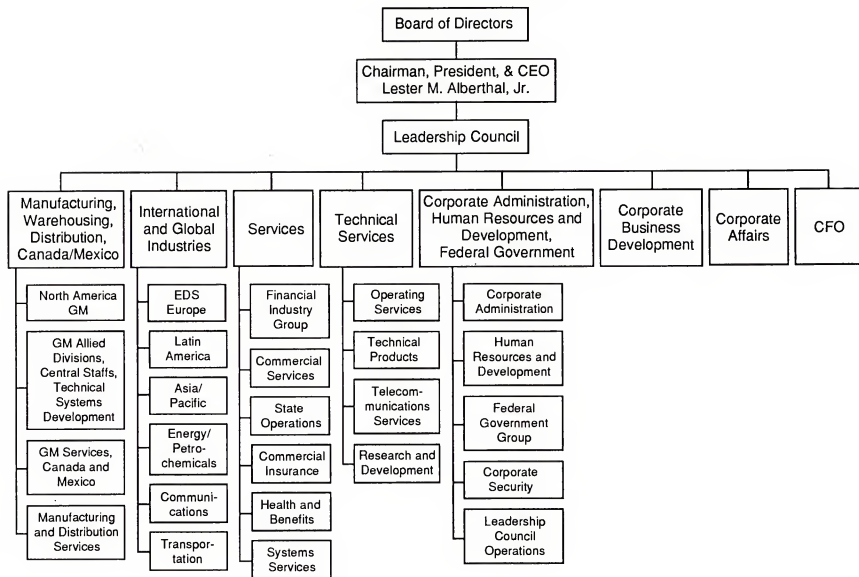 Board of Directors
Chairman, President, & CEO
Lester M. Alberthal, Jr.
Leadership Council
Manufacturing,
Warehousing,
Distribution,
Canada/Mexico
International
and Global
Industries
Services
Technical
Services
Corporate Administration,
Human Resources and
Development,
Federal Government
Corporate
Business
Development
Corporate
Affairs
CFO
North America
GM
GM Allied
Divisions,
Central Staffs,
Technical
Systems
Development
GM Services,
Canada and
Mexico
Manufacturing
and Distribution
Services
EDS
Europe
Latin
America
Asia/
Pacific
Energy/
Petro-
chemicals
Communi-
cations
Transpor-
tation
Financial
Industry
Group
Commercial
Services
State
Operations
Commercial
Insurance
Health and
Benefits
Systems
Services
Operating
Services
Technical
Products
Telecom-
munications
Services
Research and
Development
Corporate
Administration
Human
Resources and
Development
Federal
Government
Group
Corporate
Security
Leadership
Council
Operations